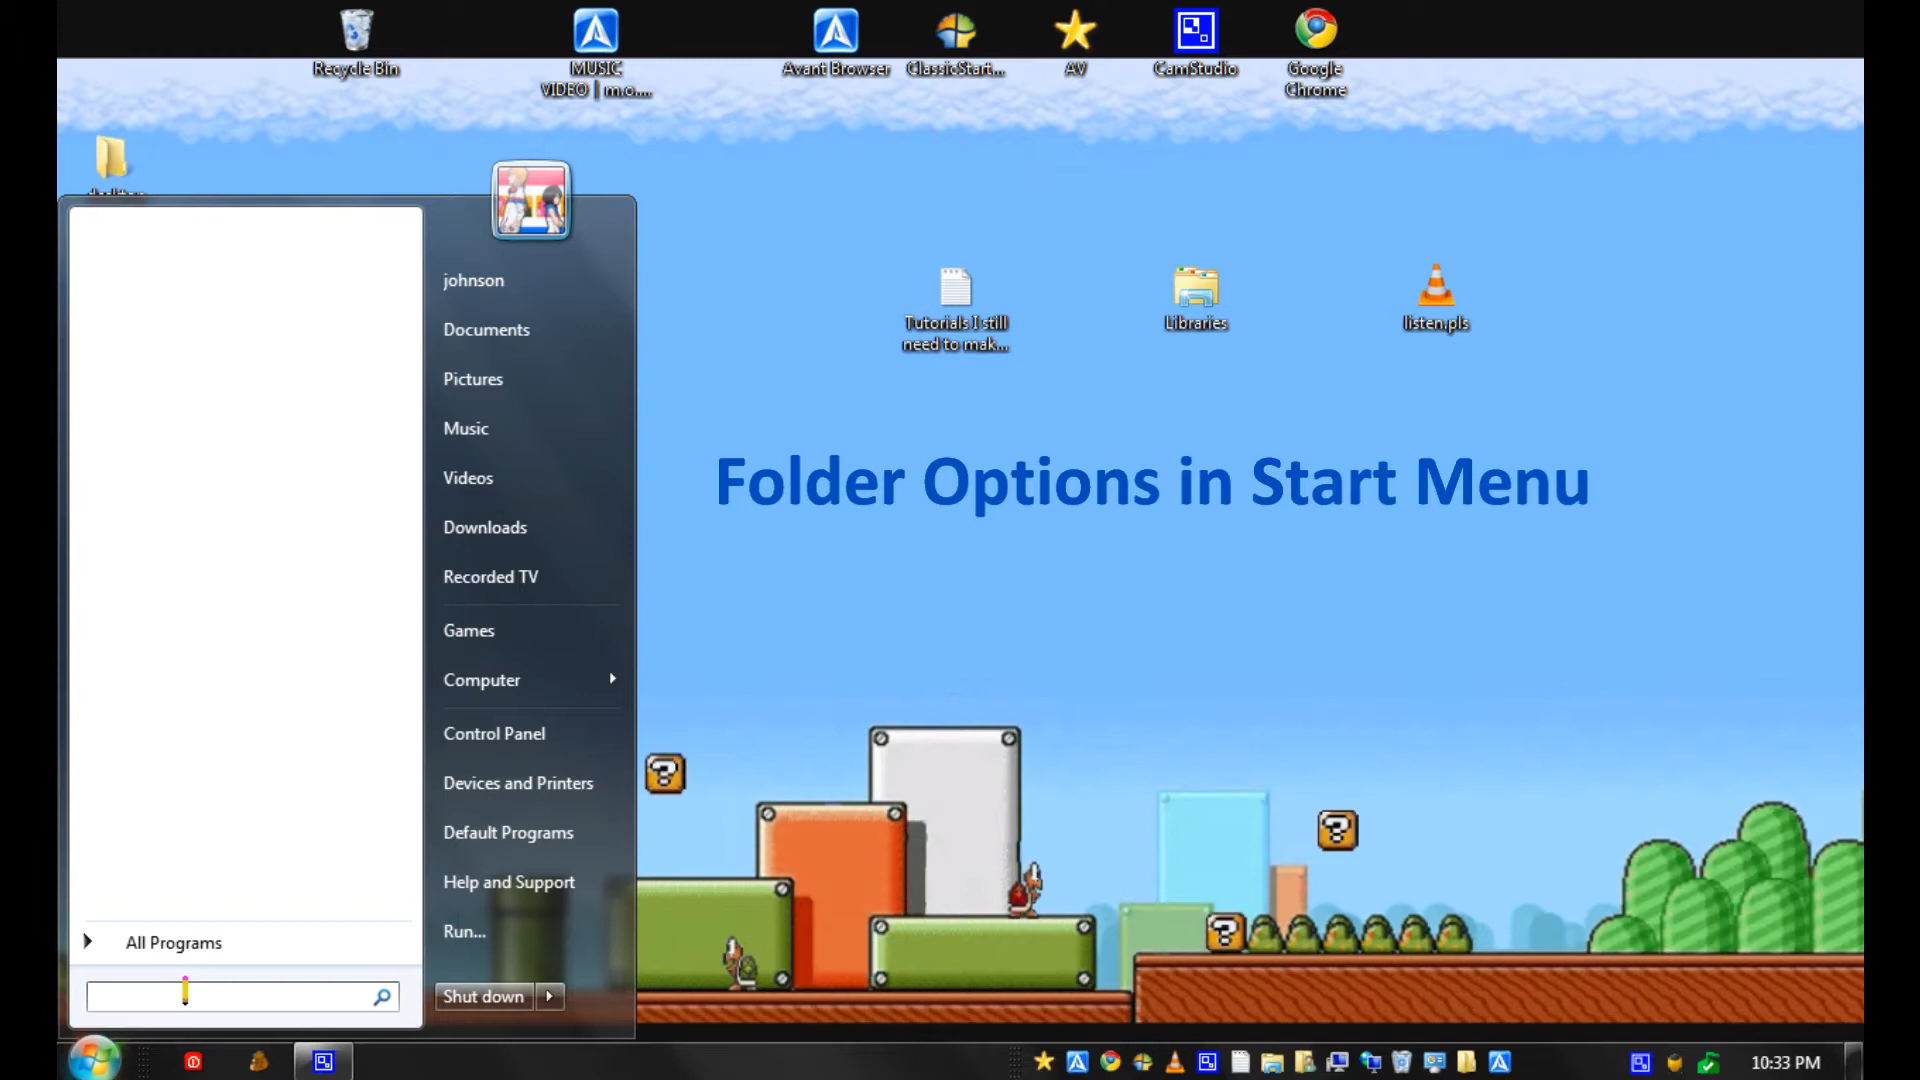 Recycle Bin
MUSIC
VIDEO | m.o....
Avant Browser
ClassicStart...
AV
CamStudio
Google
Chrome
johnson
Documents
Pictures
Music
Videos
Downloads
Recorded TV
Games
Computer
Control Panel
Devices and Printers
Default Programs
Help and Support
Run...
All Programs
Shut down
Tutorials I still
need to mak...
Libraries
listen.pls
Folder Options in Start Menu
10:33 PM